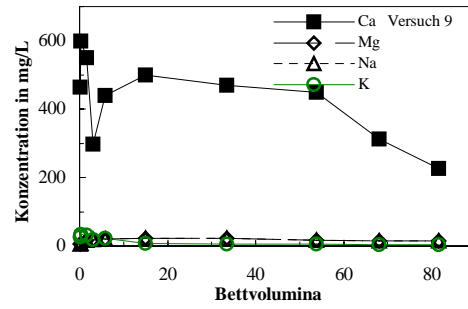 Konzentration in mg/L
600
400
200
0
0
20
40
60
80
Bettvolumina
Ca Versuch 9
Mg
Na
K